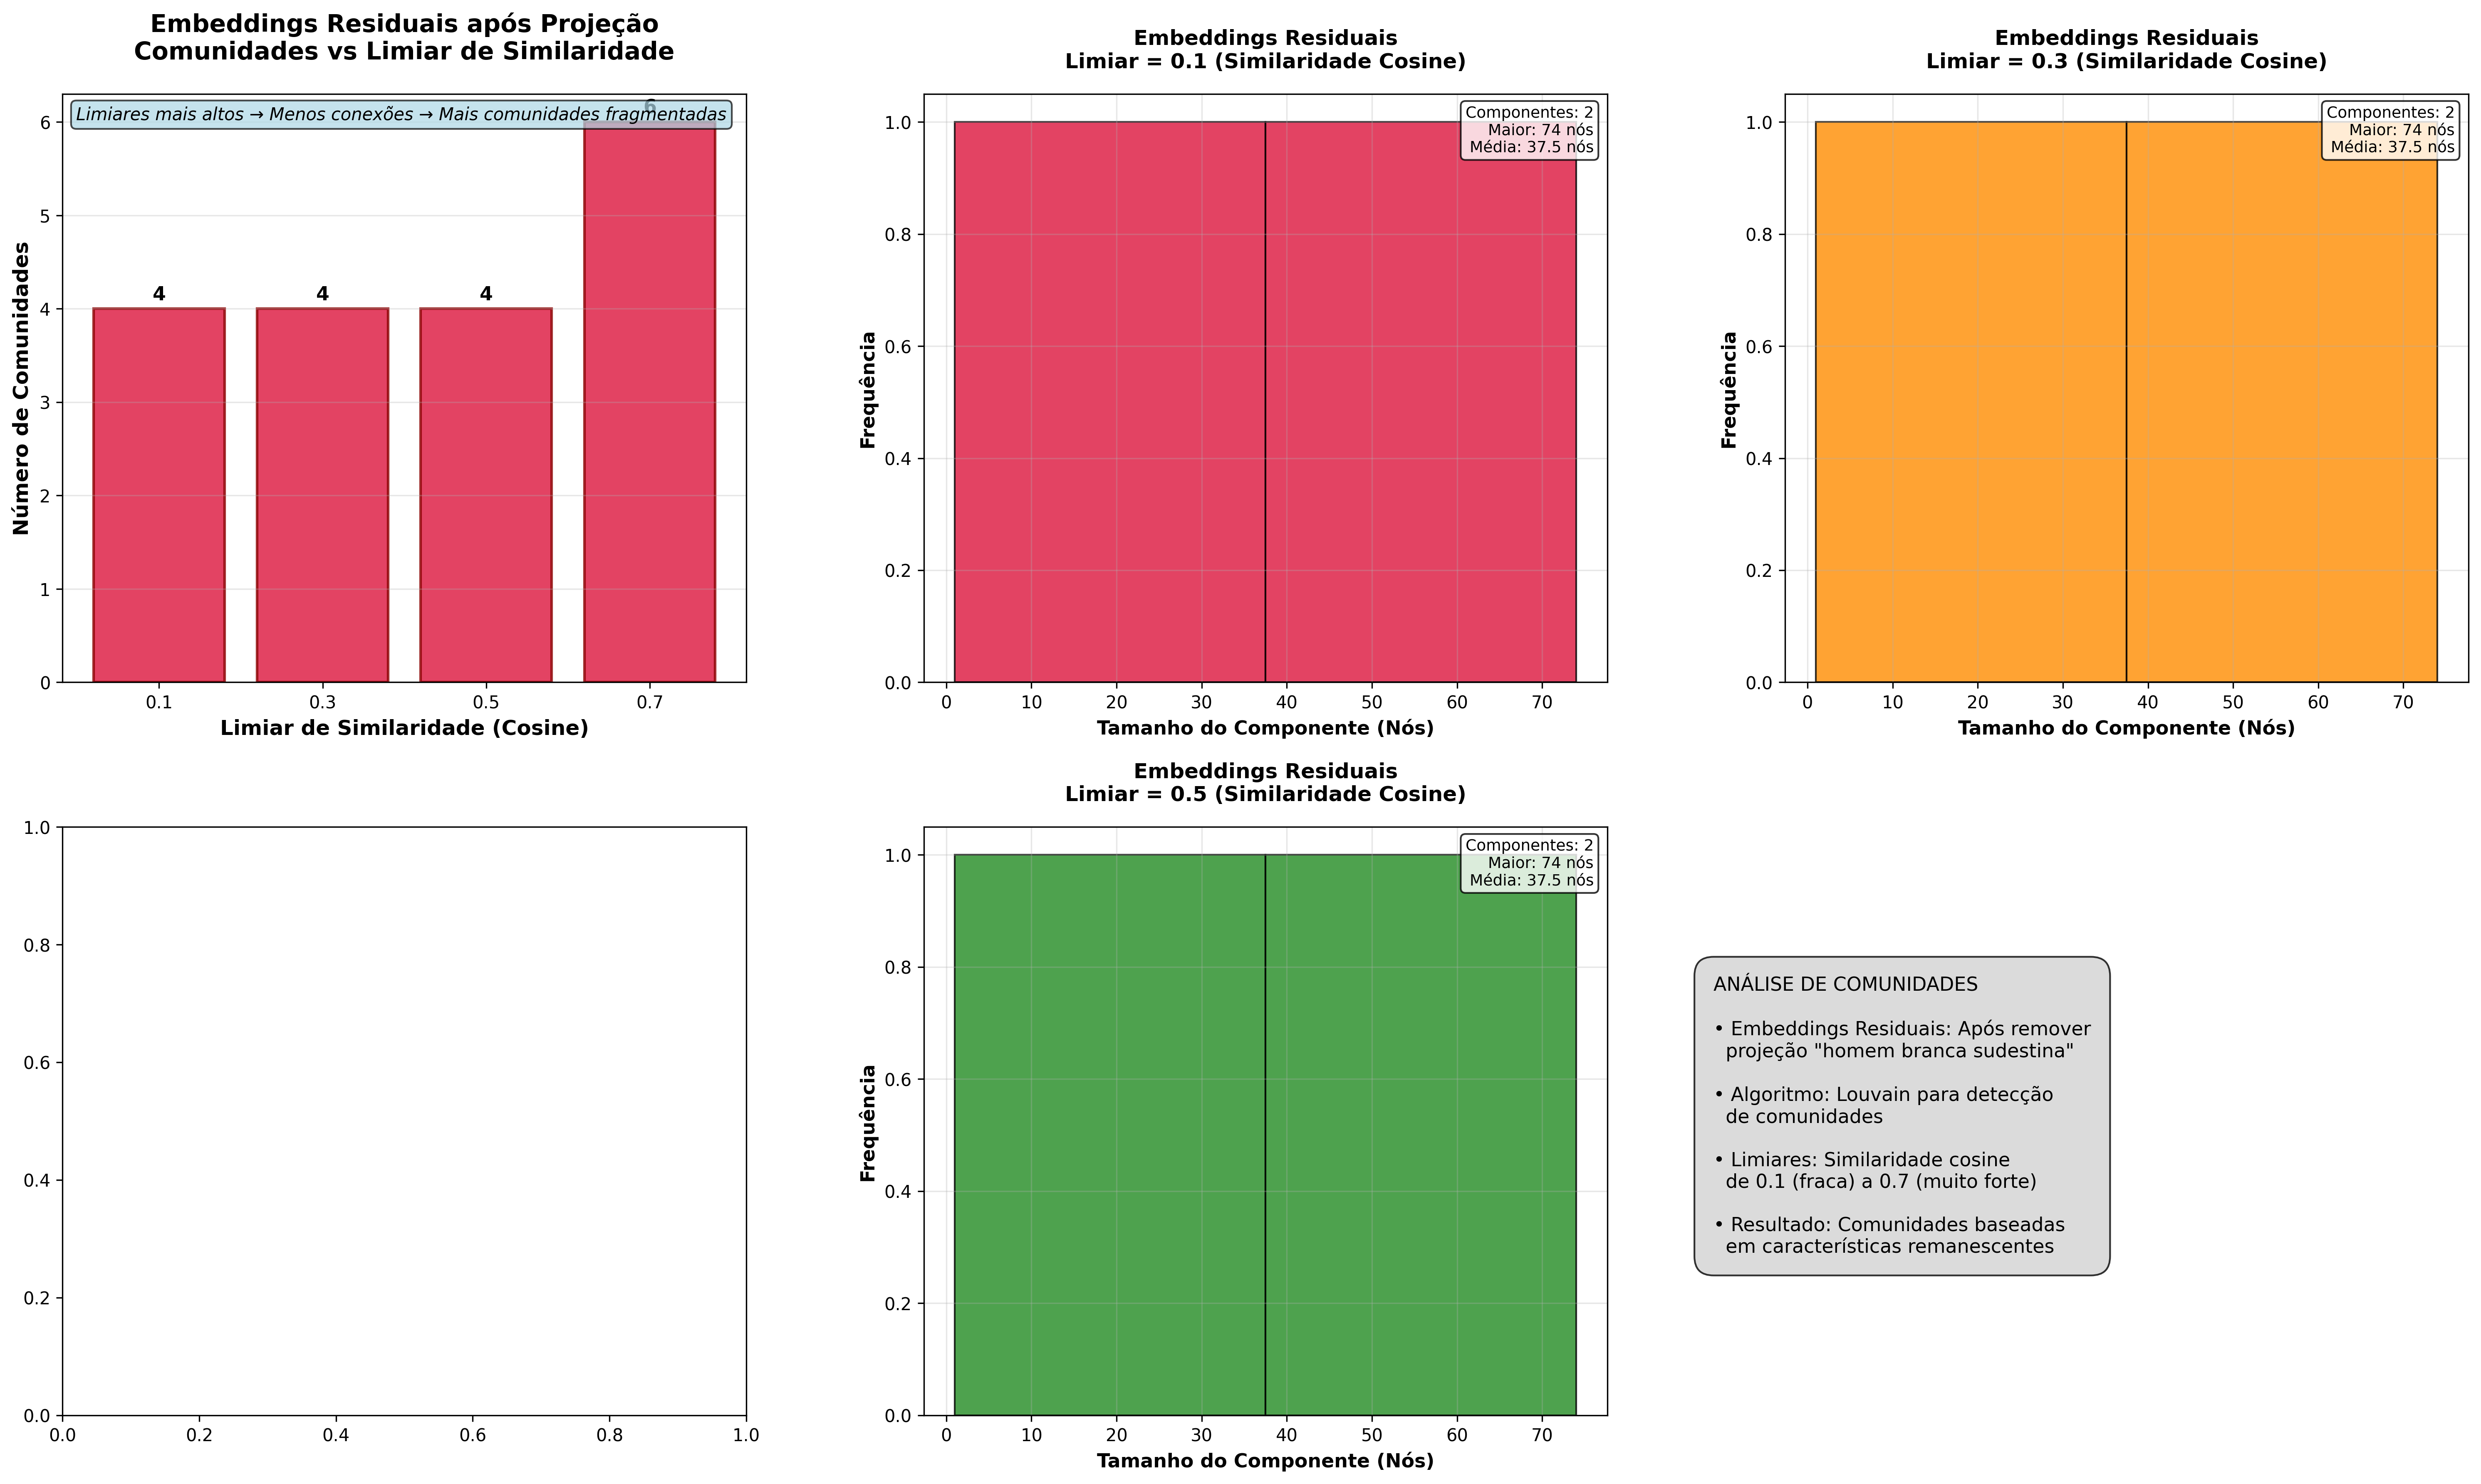 Embeddings Residuais após Projeção
Comunidades vs Limiar de Similaridade
Limiares mais altos → Menos conexões → Mais comunidades fragmentadas
6
6
5
4
3
2
1
0
4
4
4
0.1
0.3
0.5
0.7
Número de Comunidades
Limiar de Similaridade (Cosine)
Embeddings Residuais
Limiar = 0.1 (Similaridade Cosine)
Componentes: 2
Maior: 74 nós
Média: 37.5 nós
1.0
0.8
0.6
0.4
0.2
0.0
0
10
20
30
40
50
60
70
Frequência
Tamanho do Componente (Nós)
Embeddings Residuais
Limiar = 0.3 (Similaridade Cosine)
Componentes: 2
Maior: 74 nós
Média: 37.5 nós
1.0
0.8
0.6
0.4
0.2
0.0
0
10
20
30
40
50
60
70
Frequência
Tamanho do Componente (Nós)
1.0
0.8
0.6
0.4
0.2
0.0
0.0
0.2
0.4
0.6
0.8
1.0
Embeddings Residuais
Limiar = 0.5 (Similaridade Cosine)
Componentes: 2
Maior: 74 nós
Média: 37.5 nós
1.0
0.8
0.6
0.4
0.2
0.0
0
10
20
30
40
50
60
70
Frequência
Tamanho do Componente (Nós)
ANÁLISE DE COMUNIDADES
• Embeddings Residuais: Após remover
projeção "homem branca sudestina"
• Algoritmo: Louvain para detecção
de comunidades
• Limiares: Similaridade cosine
de 0.1 (fraca) a 0.7 (muito forte)
• Resultado: Comunidades baseadas
em características remanescentes